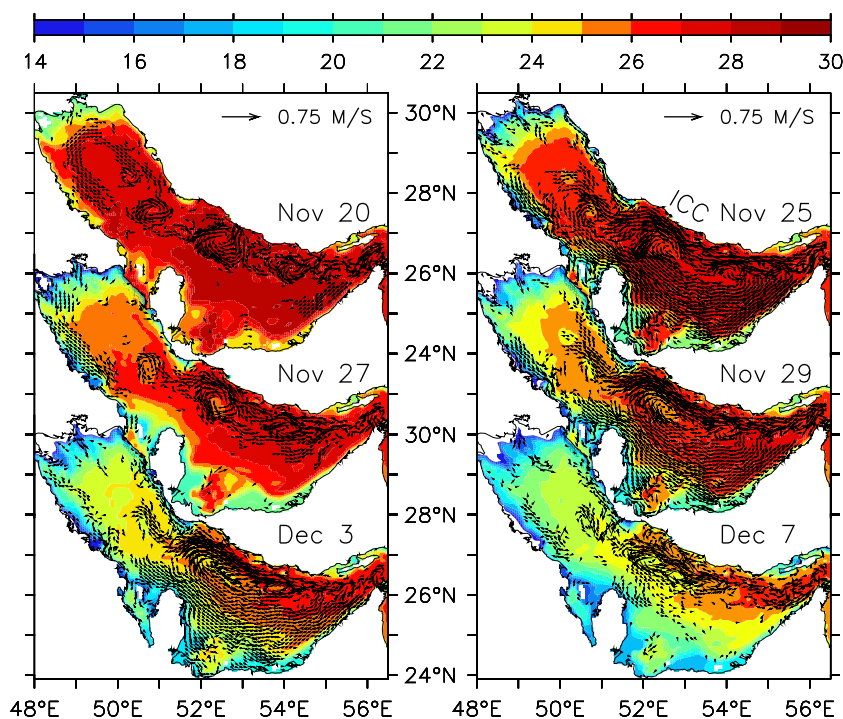 14 16 18 20 22 24 26 28 30
0.75 M/S 0.75 M/S
30°N
28°N
ICC
Nov 20 Nov 25
26°N
24°N
Nov 27 Nov 29
30°N
28°N
Dec 3 Dec 7
26°N
24°N
48°E 50°E 52°E 54°E 56°E 48°E 50°E 52°E 54°E 56°E